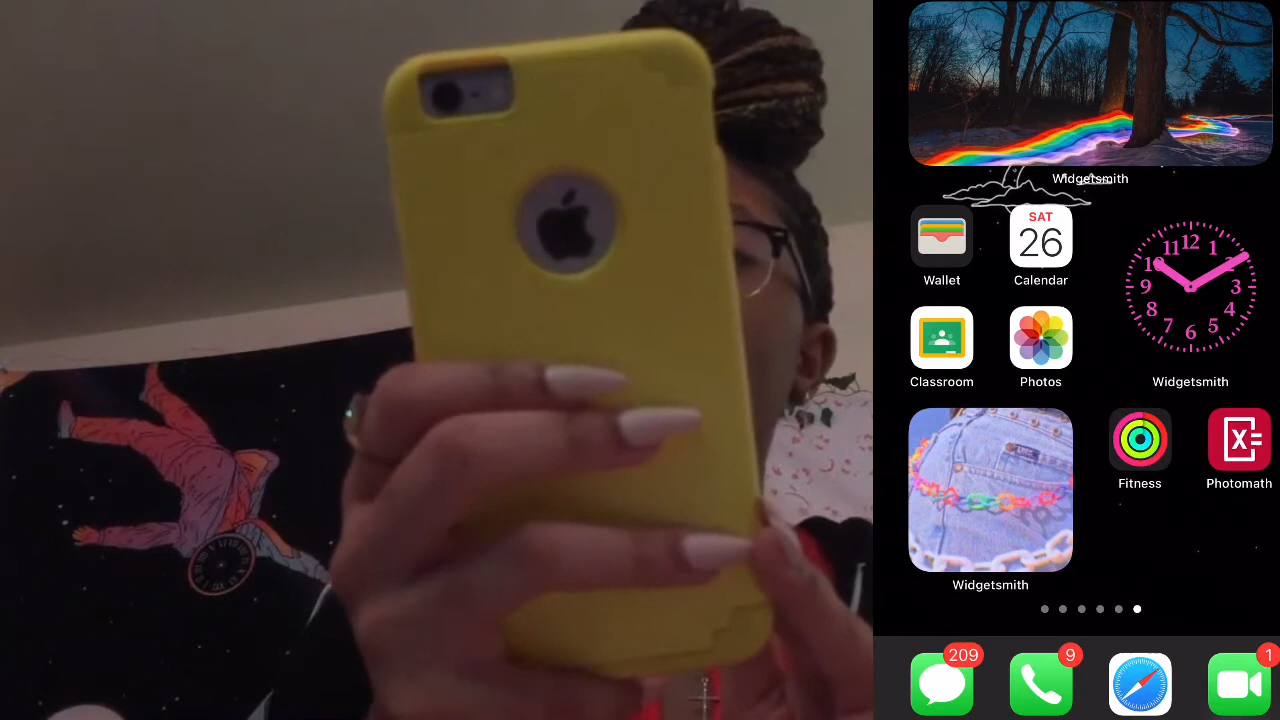 Widgetsmith
Wallet
SAT
26
Calendar
12
1
2
3
4
5
6
7
8
9
10
11
Widgetsmith
Classroom
Photos
Widgetsmith
Fitness
X
Photomath
209
9
1